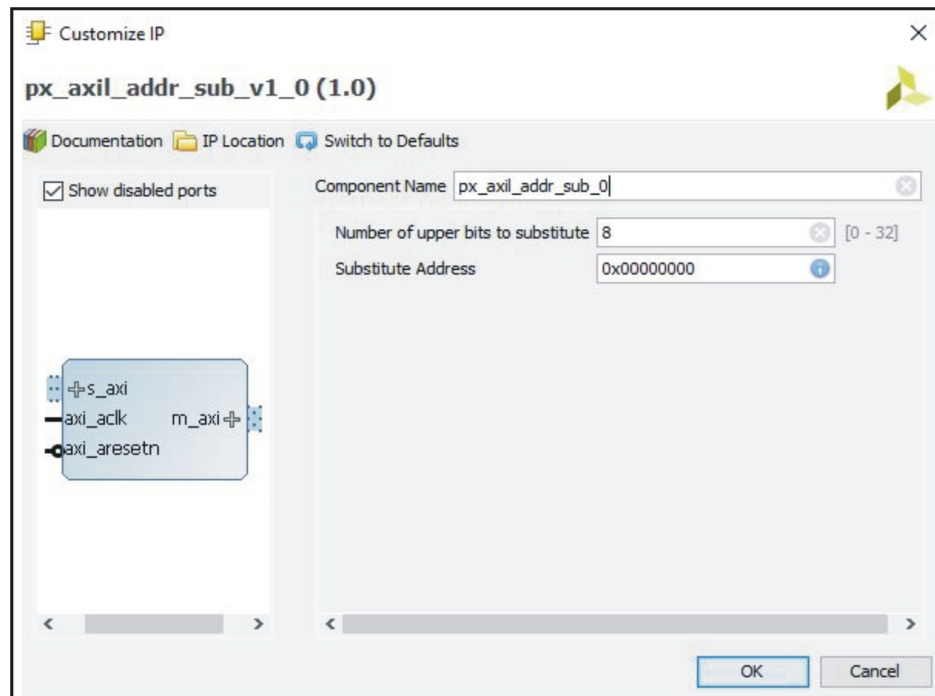 Customize IP
px_axil_addr_sub_v1_0 (1.0)
Documentation IP Location Switch to Defaults
Show disabled ports
Component Name px_axil_addr_sub_0
Number of upper bits to substitute 8 [0 - 32]
Substitute Address 0x00000000
s_axi
axi_aclk m_axi
axi_aresetn
OK Cancel